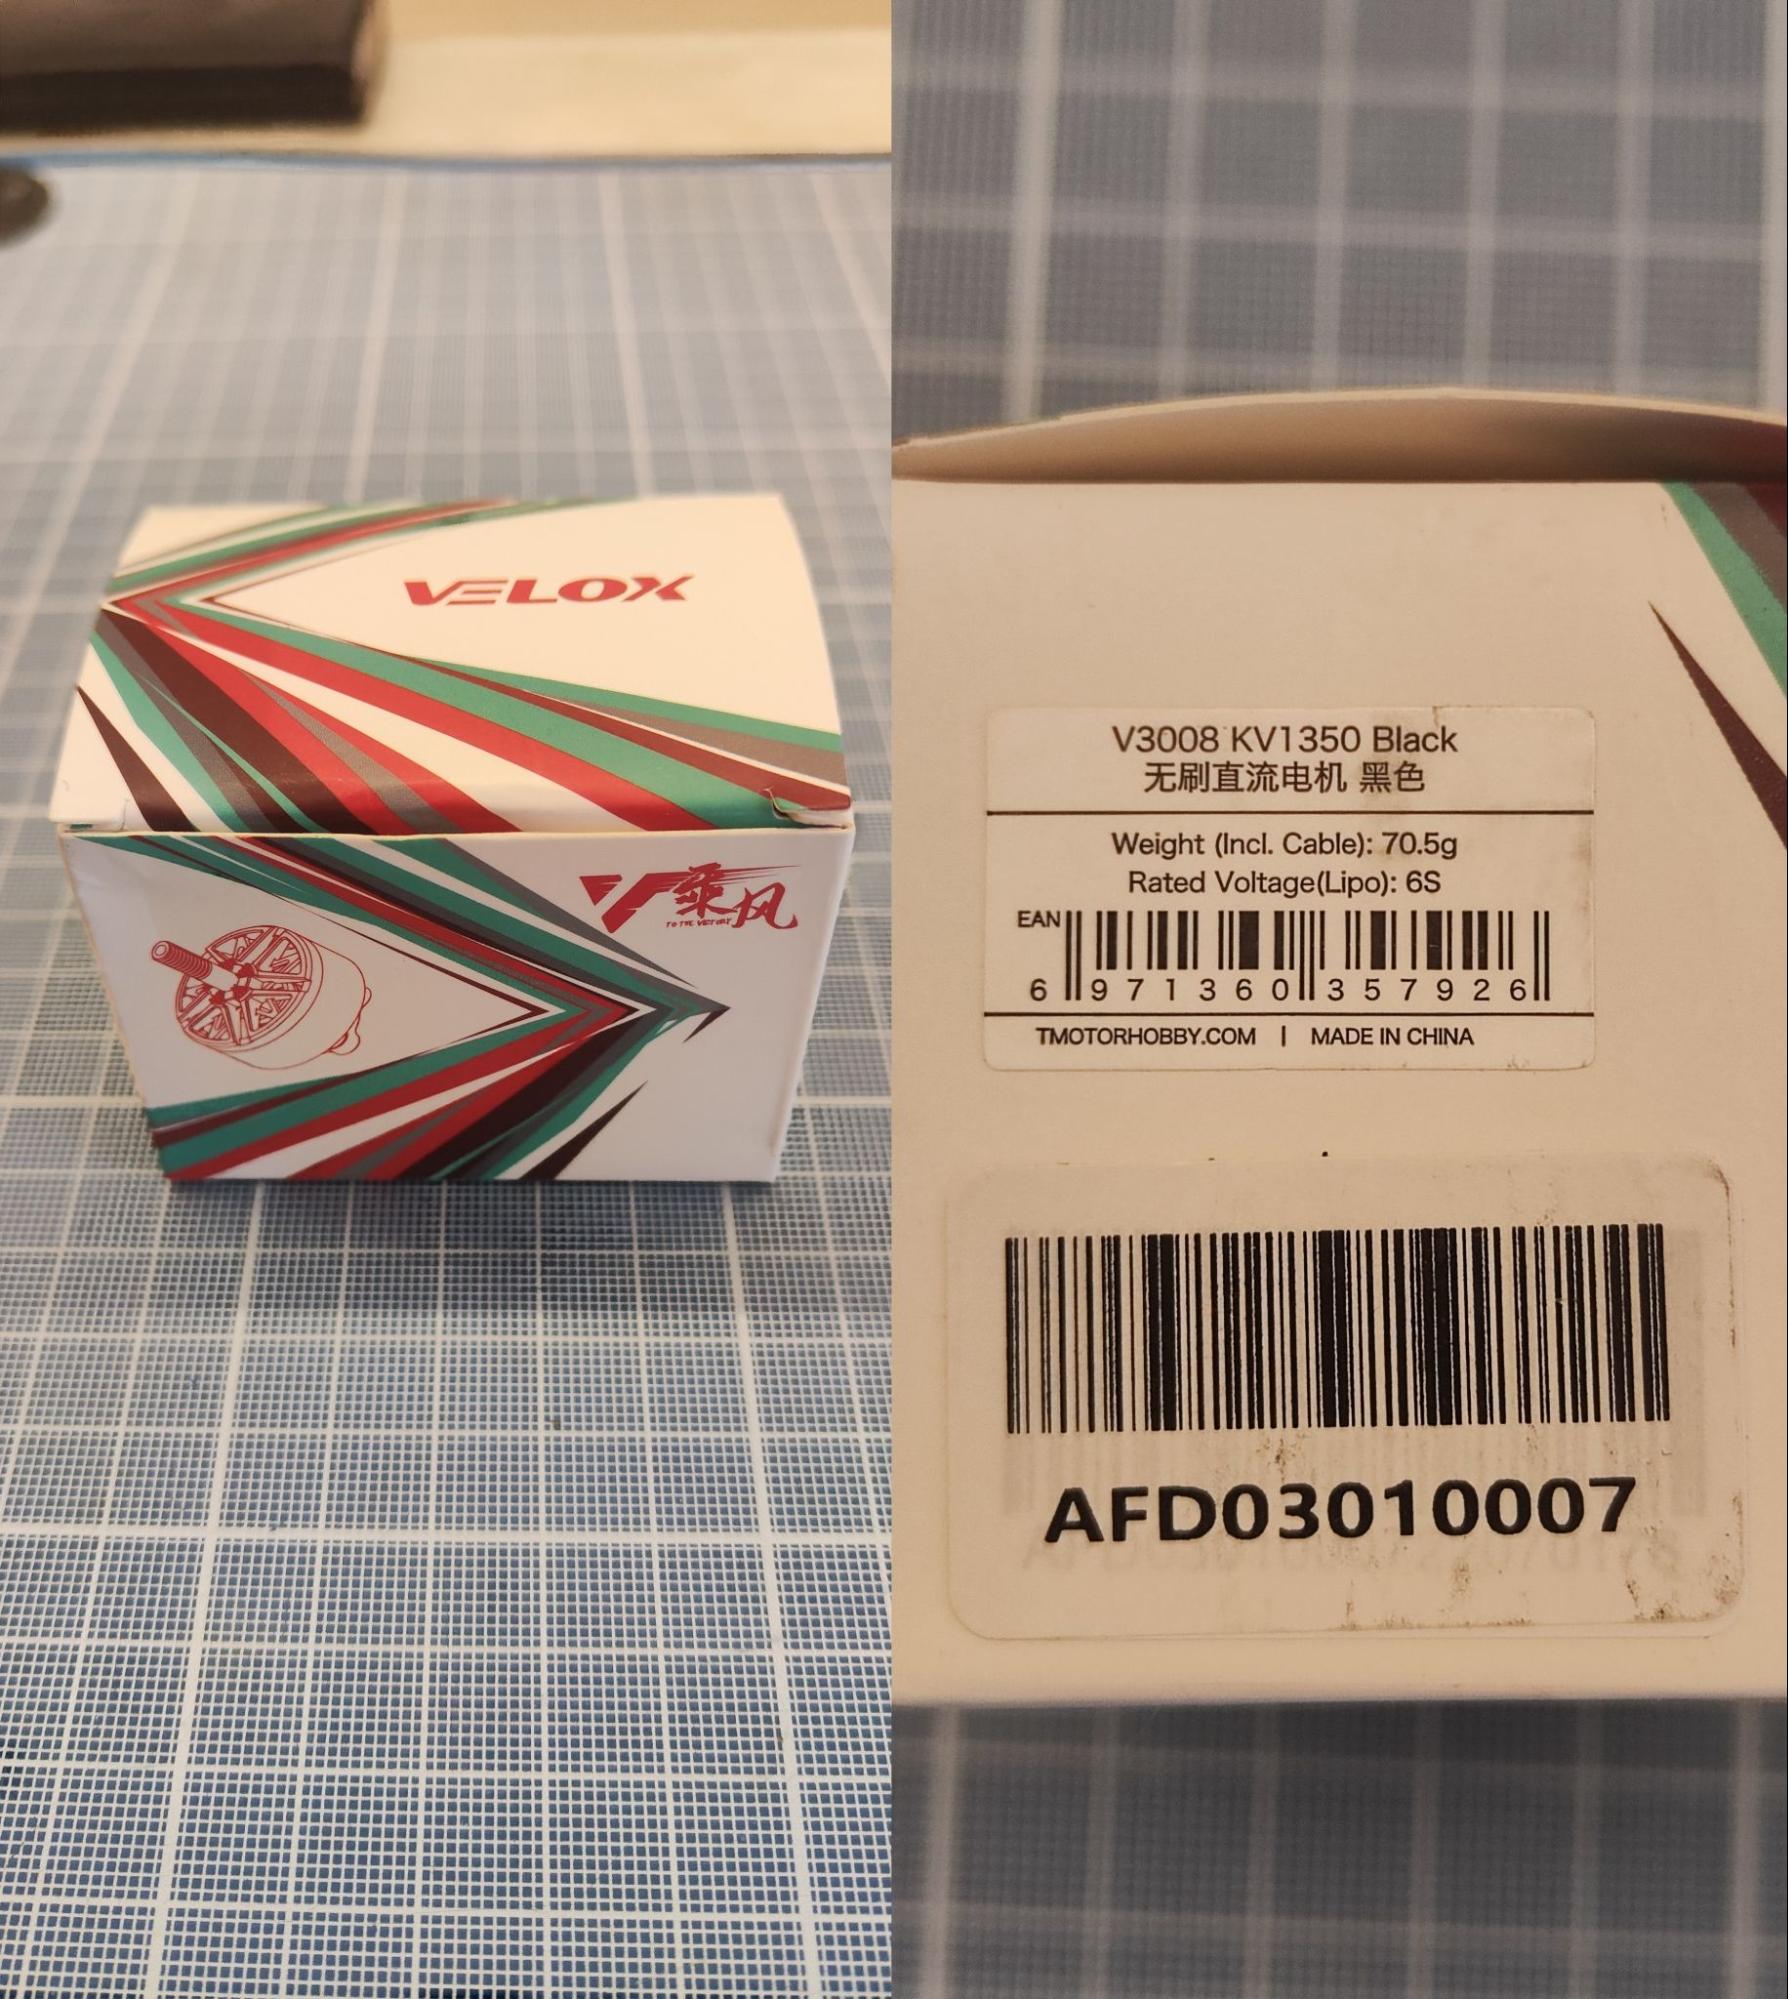 VELOX
V乘风
TO THE VICTORY
V3008 KV1350 Black
无刷直流电机 黑色
Weight (Incl. Cable): 70.5g
Rated Voltage(Lipo): 6S
EAN
6 971360 357926
TMOTORHOBBY.COM | MADE IN CHINA
AFD03010007